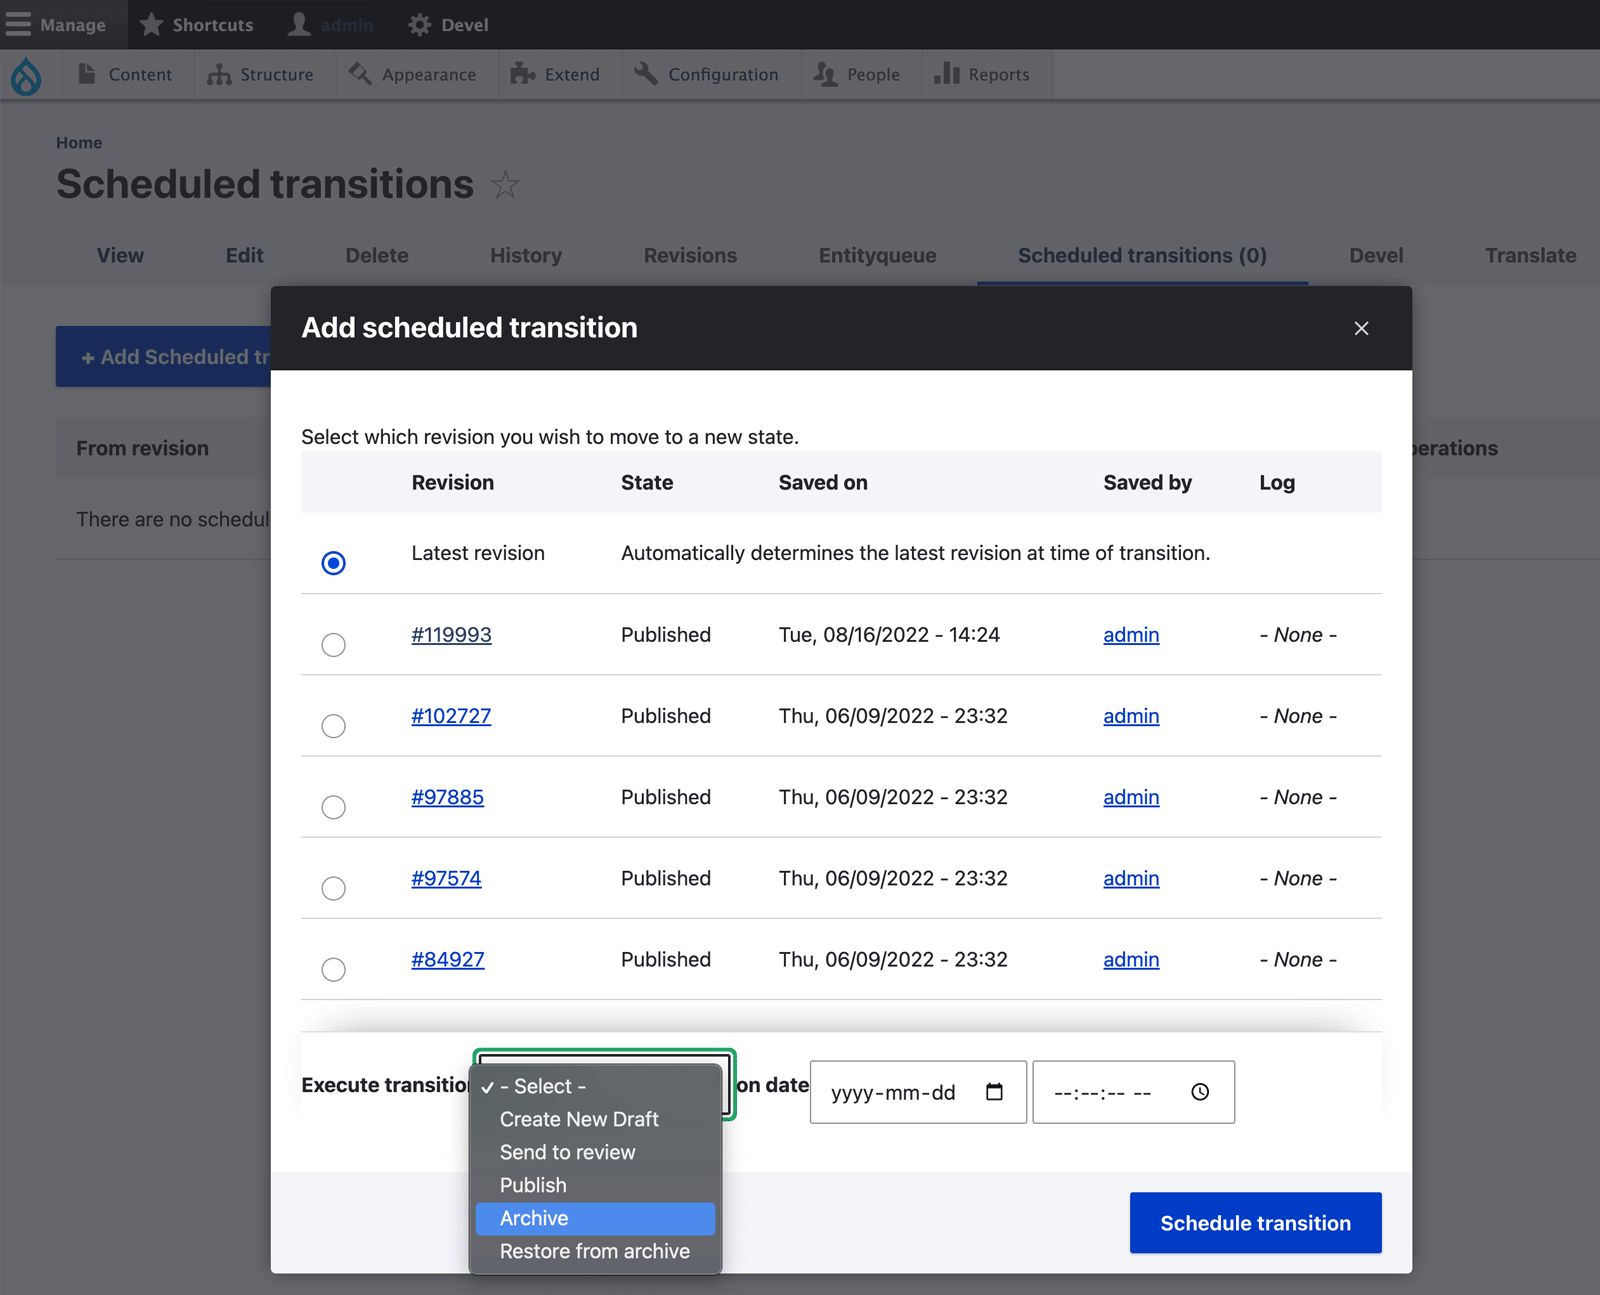 Manage Shortcuts admin Devel
Content Structure Appearance Extend Configuration People Reports
Home
Scheduled transitions
View Edit Delete History Revisions Entityqueue Scheduled transitions (0) Devel Translate
Add scheduled transition
+ Add Scheduled tr
Select which revision you wish to move to a new state.
From revision perations
Revision State Saved on Saved by Log
There are no schedul
Latest revision Automatically determines the latest revision at time of transition.
#119993 Published Tue, 08/16/2022 - 14:24 admin - None -
#102727 Published Thu, 06/09/2022 - 23:32 admin - None -
#97885 Published Thu, 06/09/2022 - 23:32 admin - None -
#97574 Published Thu, 06/09/2022 - 23:32 admin - None -
#84927 Published Thu, 06/09/2022 - 23:32 admin - None -
Execute transition ✓ - Select - on date yyyy-mm-dd --:--:-- --
Create New Draft
Send to review
Publish
Archive
Restore from archive
Schedule transition